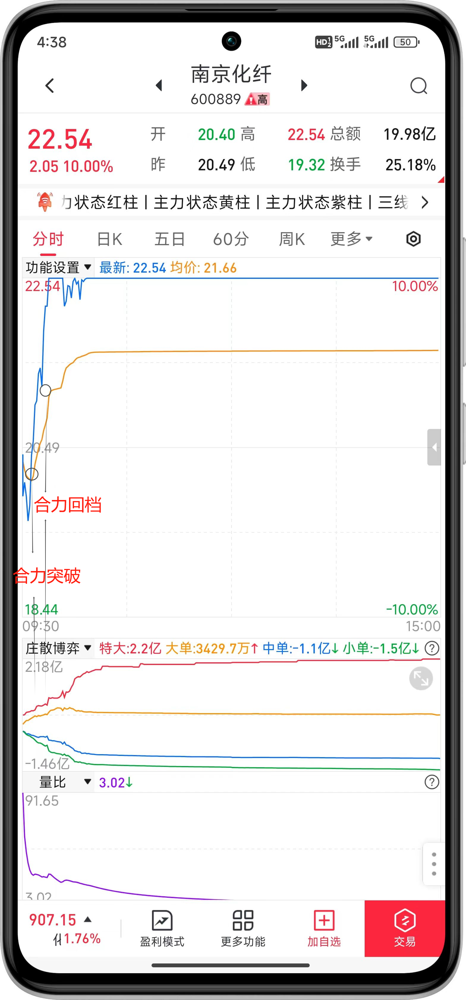 4:38
HD 1 2 5G 5G 50
南京化纤
600889 高
22.54 开 20.40 高 22.54 总额 19.98亿
2.05 10.00% 昨 20.49 低 19.32 换手 25.18%
力状态红柱 | 主力状态黄柱 | 主力状态紫柱 | 三线
分时 日K 五日 60分 周K 更多
功能设置 最新: 22.54 均价: 21.66
22.54 10.00%
20.49
合力回档
合力突破
18.44 -10.00%
09:30 15:00
庄散博弈 特大:2.2亿 大单:3429.7万↑ 中单:-1.1亿↓ 小单:-1.5亿↓ ?
2.18亿
-1.46亿
量比 3.02↓ ?
91.65
3.02
907.15
1.76%
盈利模式 更多功能 加自选 交易